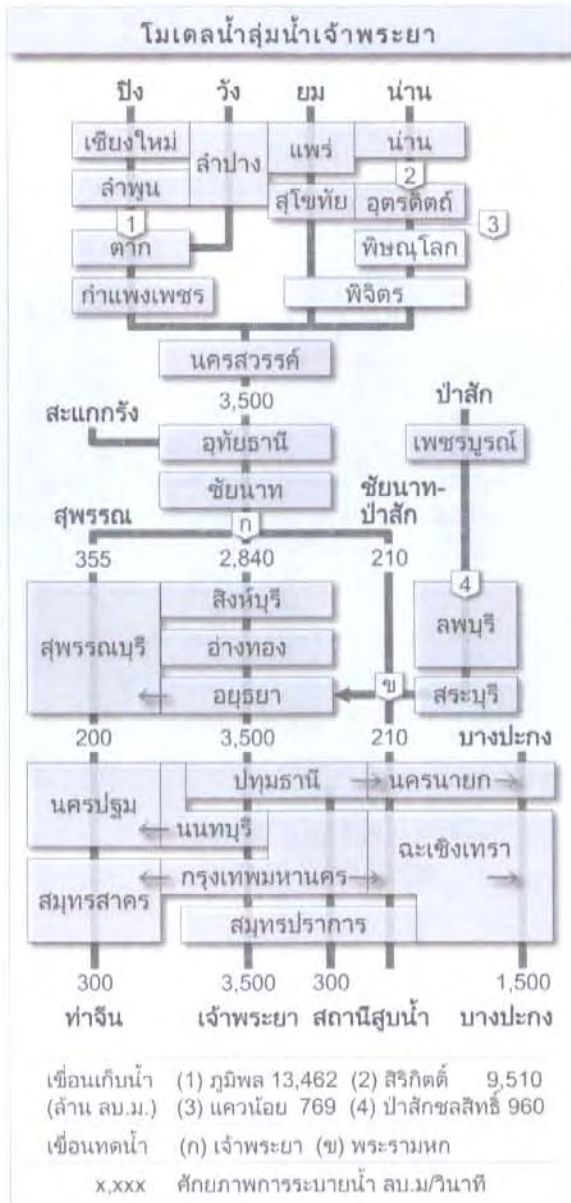 โมเดลน้ำลุ่มน้ำเจ้าพระยา
ปิง วัง ยม น่าน
เชียงใหม่ ลำปาง แพร่ น่าน
ลำพูน 2
สุโขทัย อุตรดิตถ์
1 3
ตาก พิษณุโลก
กำแพงเพชร พิจิตร
นครสวรรค์
3,500 ป่าสัก
สะแกกรัง อุทัยธานี เพชรบูรณ์
ชัยนาท ชัยนาท-
สุพรรณ ก ป่าสัก
355 2,840 210
สิงห์บุรี 4
ลพบุรี
สุพรรณบุรี อ่างทอง
อยุธยา ข สระบุรี
200 3,500 210 บางปะกง
ปทุมธานี นครนายก
นครปฐม
นนทบุรี ฉะเชิงเทรา
กรุงเทพมหานคร
สมุทรสาคร
สมุทรปราการ
300 3,500 300 1,500
ท่าจีน เจ้าพระยา สถานีสูบน้ำ บางปะกง
เขื่อนเก็บน้ำ (1) ภูมิพล 13,462 (2) สิริกิตติ์ 9,510
(ล้าน ลบ.ม.) (3) แควน้อย 769 (4) ป่าสักชลสิทธิ์ 960
เขื่อนทดน้ำ (ก) เจ้าพระยา (ข) พระรามหก
x,xxx ศักยภาพการระบายน้ำ ลบ.ม/วินาที